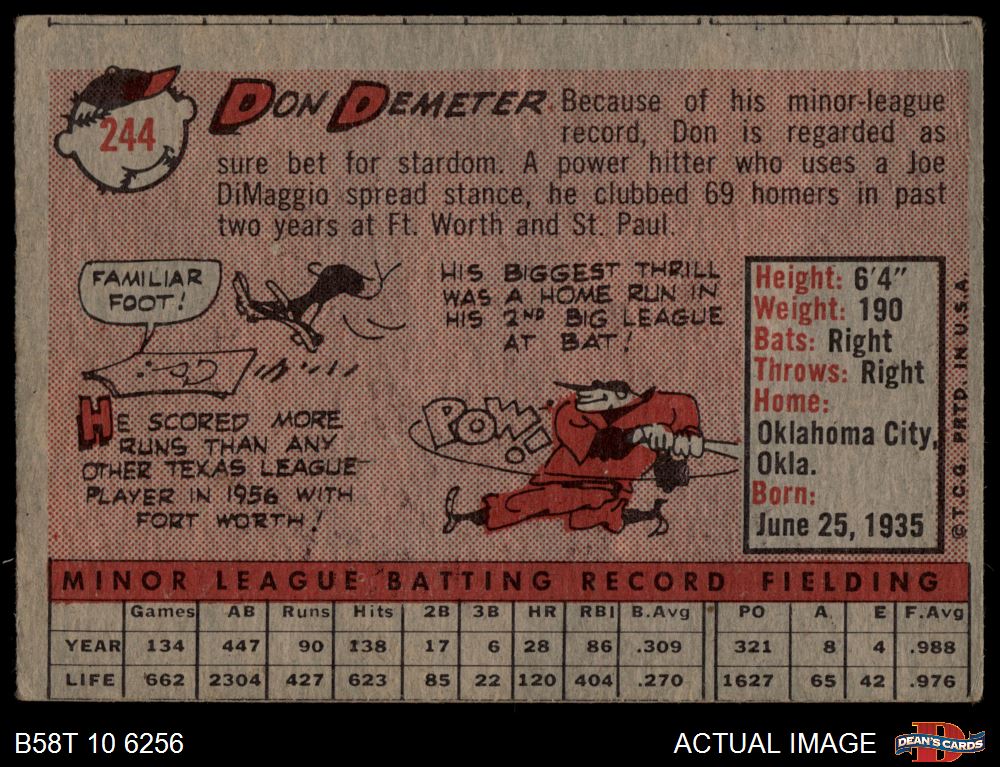 244
DON DEMETER Because of his minor-league
record, Don is regarded as
sure bet for stardom. A power hitter who uses a Joe
DiMaggio spread stance, he clubbed 69 homers in past
two years at Ft. Worth and St. Paul.
FAMILIAR
FOOT!
HE SCORED MORE
RUNS THAN ANY
OTHER TEXAS LEAGUE
PLAYER IN 1956 WITH
FORT WORTH!
HIS BIGGEST THRILL
WAS A HOME RUN IN
HIS 2ND BIG LEAGUE
AT BAT!
POW!
Height: 6'4"
Weight: 190
Bats: Right
Throws: Right
Home:
Oklahoma City,
Okla.
Born:
June 25, 1935
© T.C.G. PRTD. IN U.S.A.
MINOR LEAGUE BATTING RECORD FIELDING
Games AB Runs Hits 2B 3B HR RBI B.Avg PO A E F.Avg
YEAR 134 447 90 138 17 6 28 86 .309 321 8 4 .988
LIFE 662 2304 427 623 85 22 120 404 .270 1627 65 42 .976
B58T 10 6256
ACTUAL IMAGE
D
DEAN'S CARDS